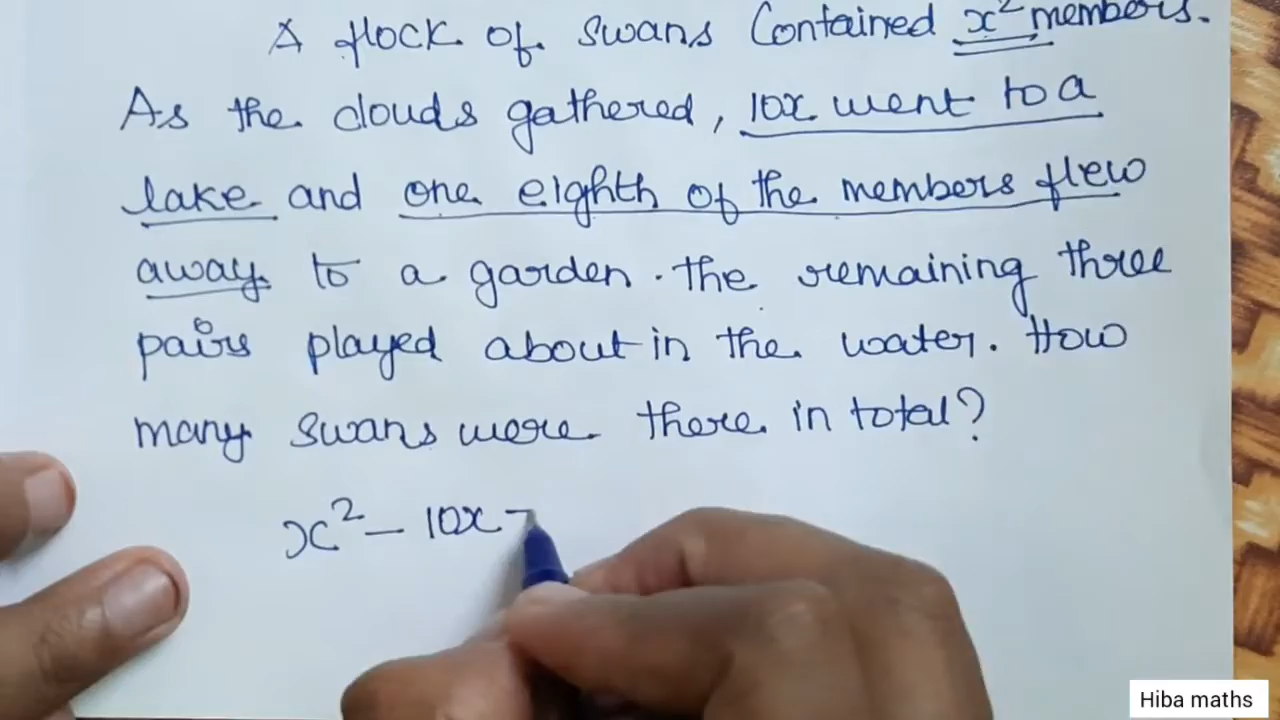 A flock of swans Contained x² members.
As the clouds gathered, 10x went to a
lake and one eighth of the members flew
away to a garden. The remaining three
pairs played about in the water. How
many swans were there in total?
x² - 10x -
Hiba maths